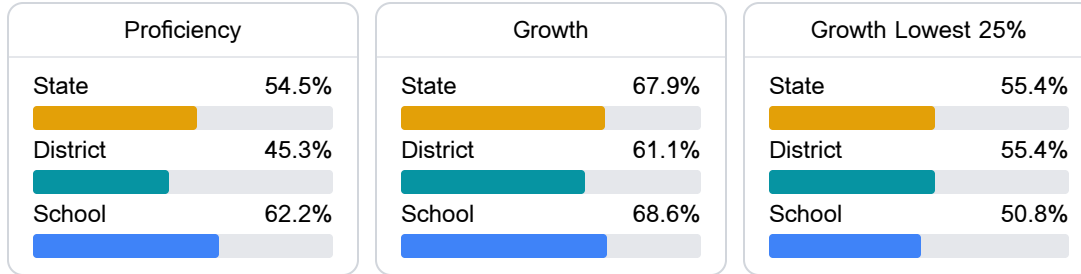 Proficiency
State 54.5%
District 45.3%
School 62.2%
Growth
State 67.9%
District 61.1%
School 68.6%
Growth Lowest 25%
State 55.4%
District 55.4%
School 50.8%